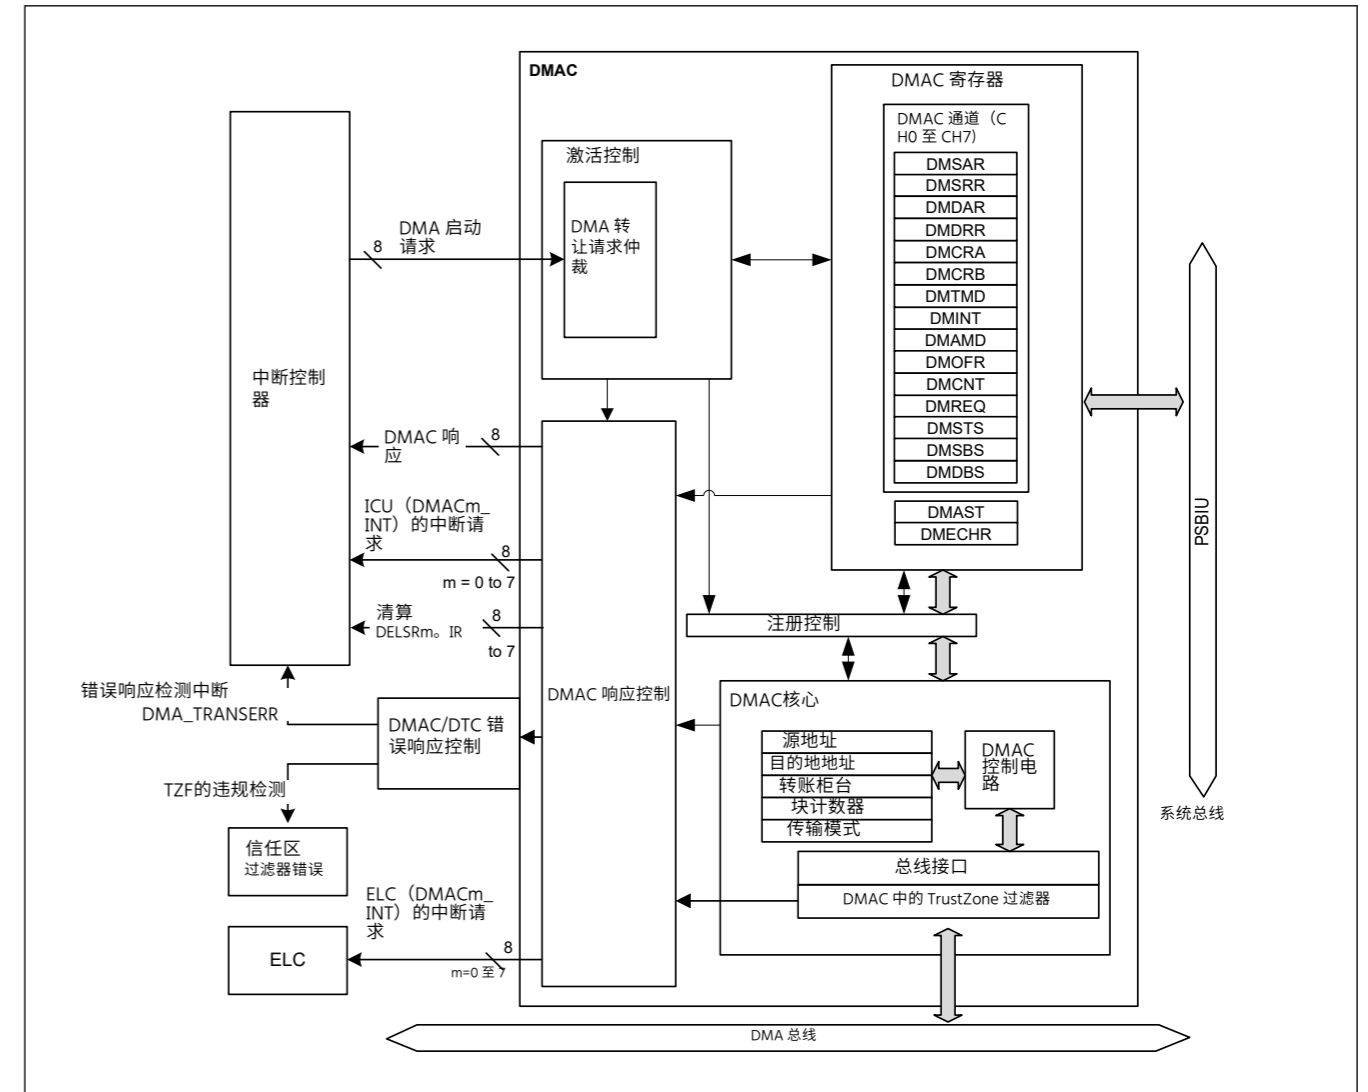 DMAC
DMAC 寄存器
DMAC 通道（C
H0 至 CH7）
DMSAR
DMSRR
DMDAR
DMDRR
DMCRA
DMCRB
DMTMD
DMINT
DMAMD
DMOFR
DMCNT
DMREQ
DMSTS
DMSBS
DMDBS
DMAST
DMECHR
激活控制
DMA 转
让请求仲
裁
DMA 启动
请求
8
中断控制
器
DMAC 响
应
8
ICU（DMACm_
INT）的中断请
求
8
m = 0 to 7
清算
DELSRm。IR
8
to 7
错误响应检测中断
DMA_TRANSERR
DMAC/DTC 错
误响应控制
TZF的违规检测
信任区
过滤器错误
ELC（DMACm_
INT）的中断请
求
8
m=0 至 7
ELC
DMAC 响应控制
注册控制
DMAC核心
源地址
目的地地址
转账柜台
块计数器
传输模式
DMAC
控制电
路
总线接口
DMAC 中的 TrustZone 过滤器
PSBIU
系统总线
DMA 总线